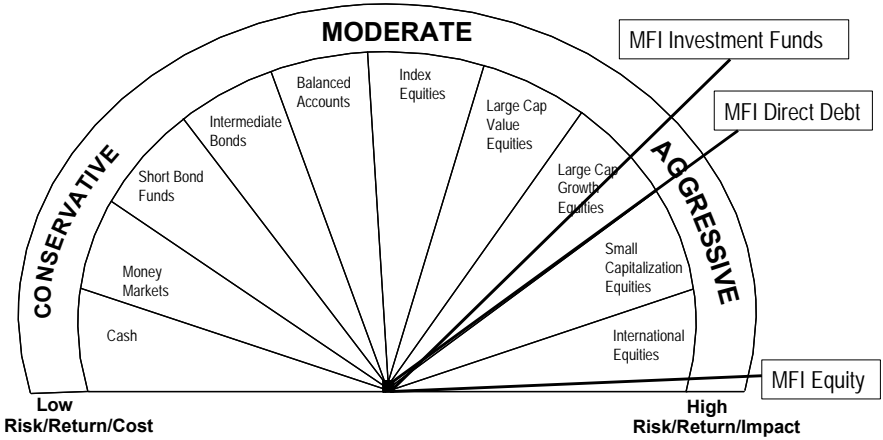 MODERATE
CONSERVATIVE
AGGRESSIVE
MFI Investment Funds
MFI Direct Debt
MFI Equity
Cash
Money
Markets
Short Bond
Funds
Intermediate
Bonds
Balanced
Accounts
Index
Equities
Large Cap
Value
Equities
Large Cap
Growth
Equities
Small
Capitalization
Equities
International
Equities
Low
Risk/Return/Cost
High
Risk/Return/Impact